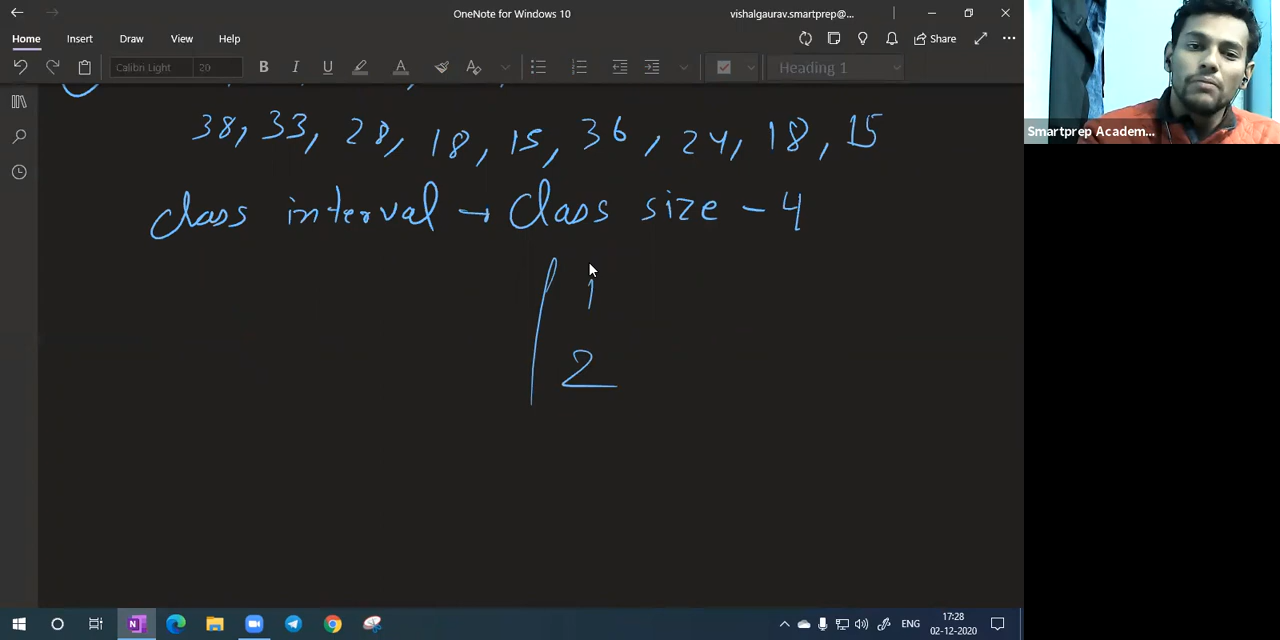 OneNote for Windows 10
vishalgaurav.smartprep@...
Home Insert Draw View Help
Share
Calibri Light 20 B I U A A Heading 1
38, 33, 28, 18, 15, 36, 24, 18, 15
class interval → Class size - 4
1
2
Smartprep Academ...
ENG
17:28
02-12-2020